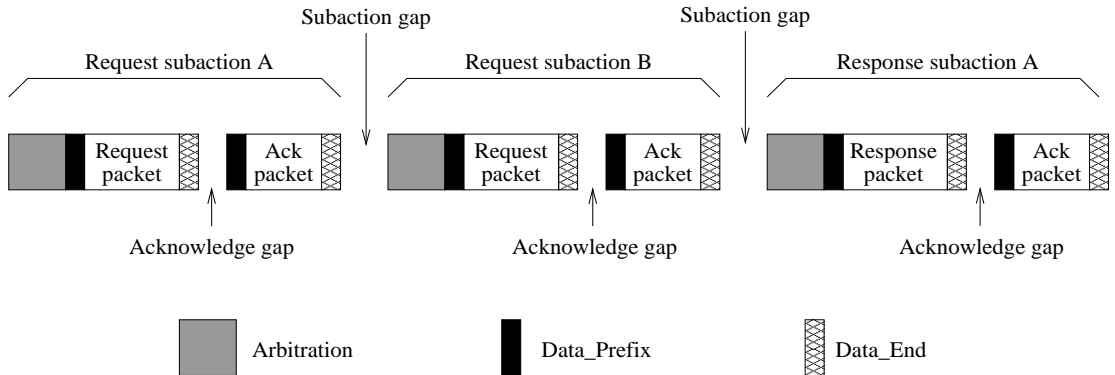 Subaction gap
Subaction gap
Request subaction A
Request subaction B
Response subaction A
Request
packet
Ack
packet
Request
packet
Ack
packet
Response
packet
Ack
packet
Acknowledge gap
Acknowledge gap
Acknowledge gap
Arbitration
Data_Prefix
Data_End